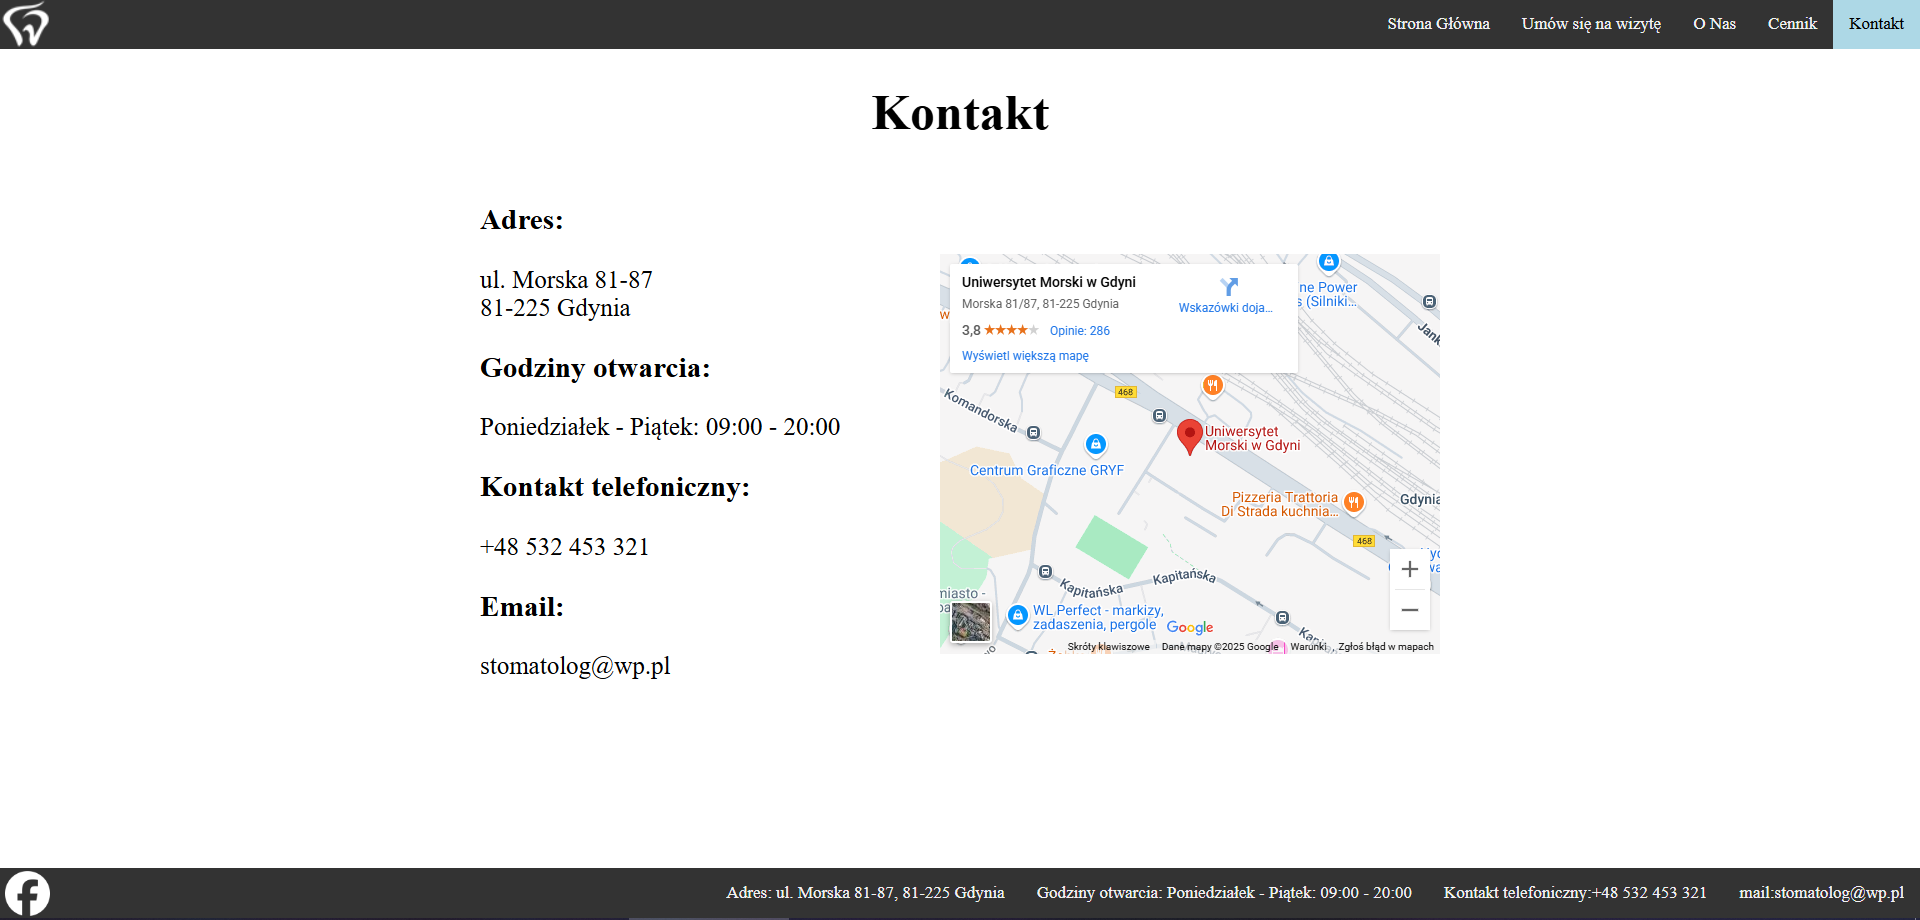 Strona Główna Umów się na wizytę O Nas Cennik Kontakt
Kontakt
Adres:
ul. Morska 81-87
81-225 Gdynia
Godziny otwarcia:
Poniedziałek - Piątek: 09:00 - 20:00
Kontakt telefoniczny:
+48 532 453 321
Email:
stomatolog@wp.pl
Uniwersytet Morski w Gdyni
Morska 81/87, 81-225 Gdynia
3,8 Opinie: 286
Wyświetl większą mapę
Wskazówki doja...
ne Power
s (Silniki...
Jank
468
Komandorska
Uniwersytet
Morski w Gdyni
Centrum Graficzne GRYF
Pizzeria Trattoria
Di Strada kuchnia...
Gdynia
468
Kapitańska
Kapitańska
miasto -
WL Perfect - markizy,
zadaszenia, pergole
Google
Skróty klawiszowe Dane mapy ©2025 Google Warunki Zgłoś błąd w mapach
Adres: ul. Morska 81-87, 81-225 Gdynia Godziny otwarcia: Poniedziałek - Piątek: 09:00 - 20:00 Kontakt telefoniczny:+48 532 453 321 mail:stomatolog@wp.pl